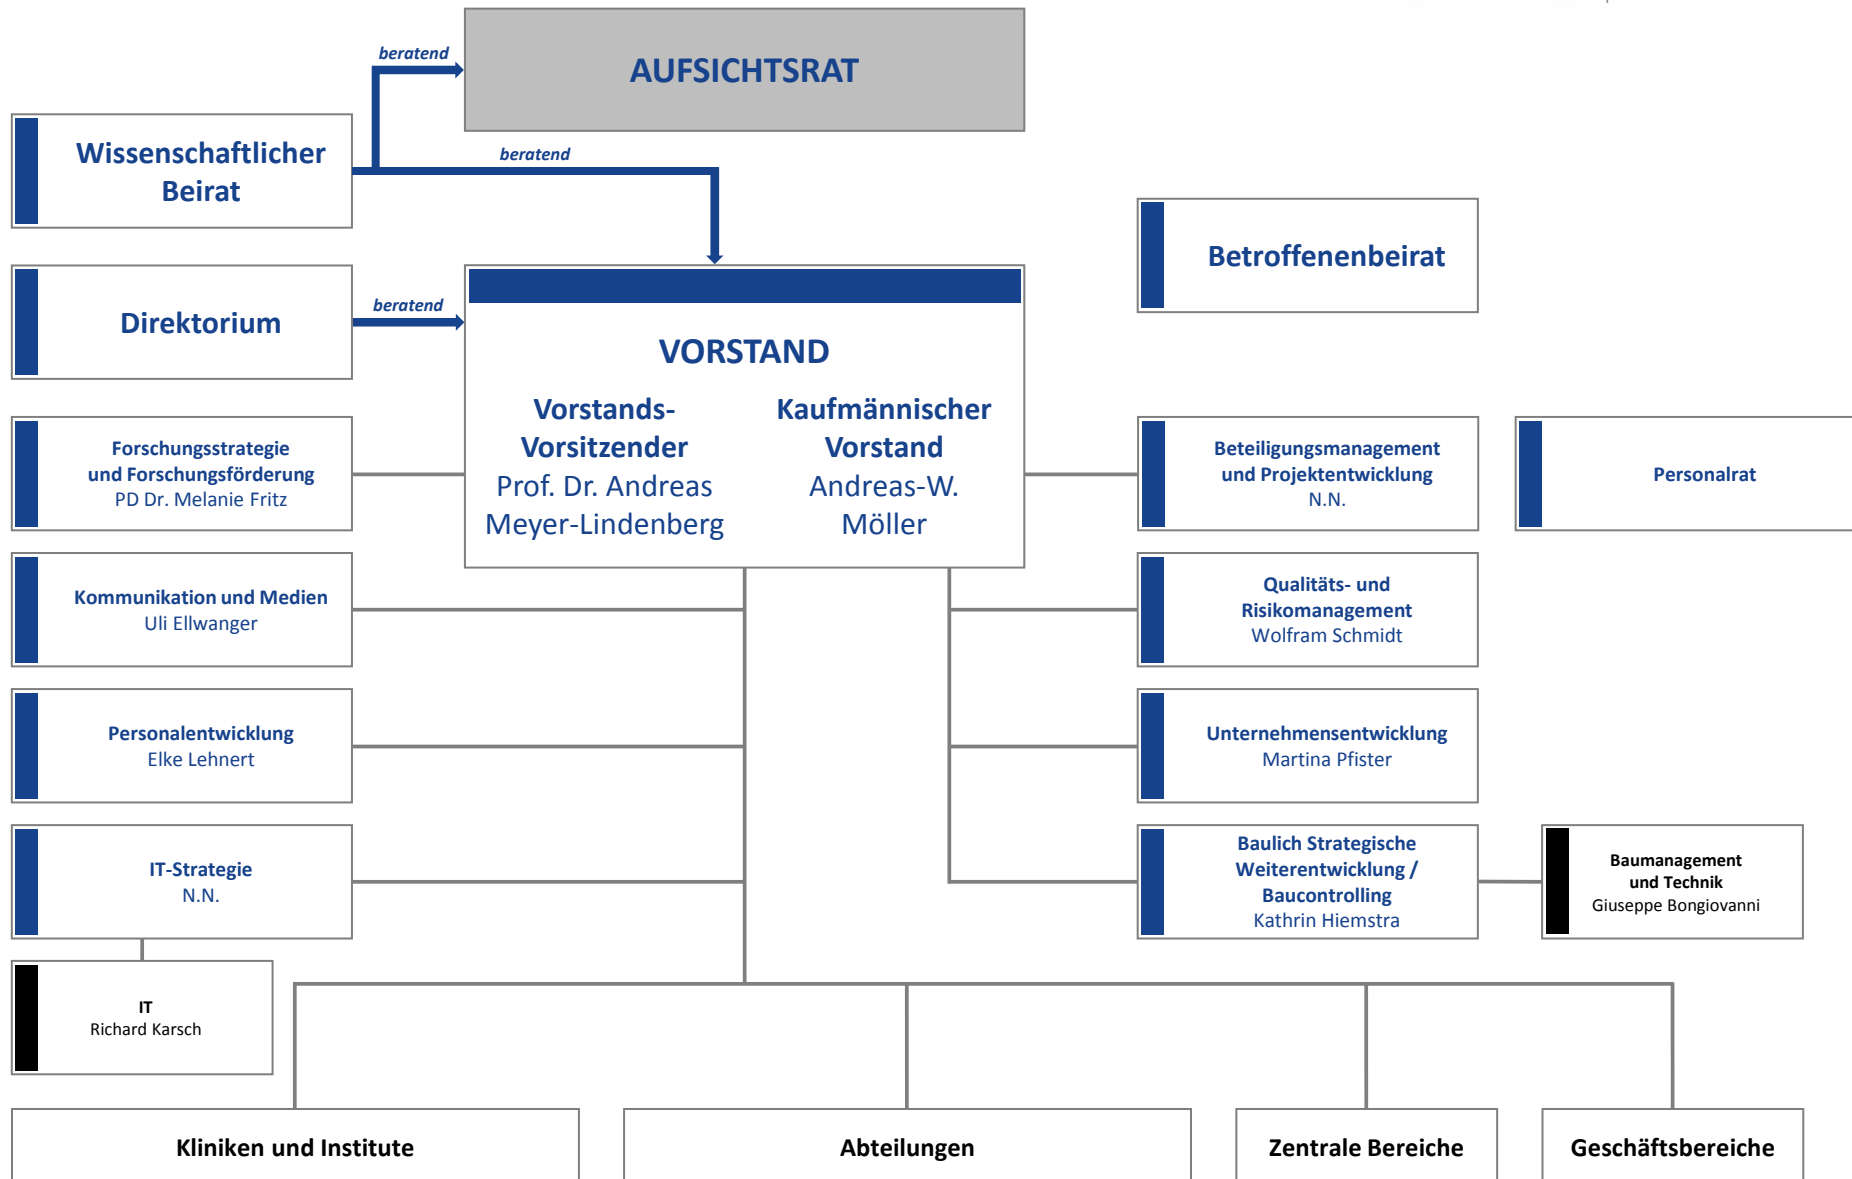 beratend
AUFSICHTSRAT
Wissenschaftlicher
Beirat
beratend
Betroffenenbeirat
Direktorium
beratend
VORSTAND
Vorstands-
Vorsitzender
Prof. Dr. Andreas
Meyer-Lindenberg
Kaufmännischer
Vorstand
Andreas-W.
Möller
Forschungsstrategie
und Forschungsförderung
PD Dr. Melanie Fritz
Beteiligungsmanagement
und Projektentwicklung
N.N.
Personalrat
Kommunikation und Medien
Uli Ellwanger
Qualitäts- und
Risikomanagement
Wolfram Schmidt
Personalentwicklung
Elke Lehnert
Unternehmensentwicklung
Martina Pfister
IT-Strategie
N.N.
Baulich Strategische
Weiterentwicklung /
Baucontrolling
Kathrin Hiemstra
Baumanagement
und Technik
Giuseppe Bongiovanni
IT
Richard Karsch
Kliniken und Institute
Abteilungen
Zentrale Bereiche
Geschäftsbereiche